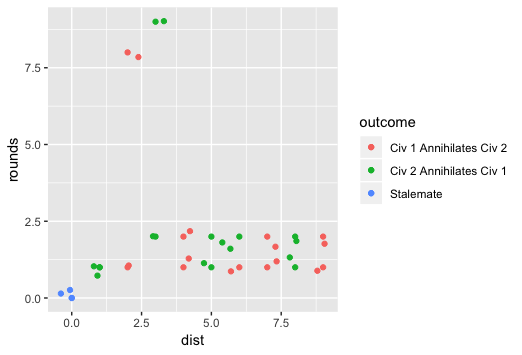 7.5
5.0
2.5
0.0
rounds
0.0 2.5 5.0 7.5
dist
outcome
Civ 1 Annihilates Civ 2
Civ 2 Annihilates Civ 1
Stalemate